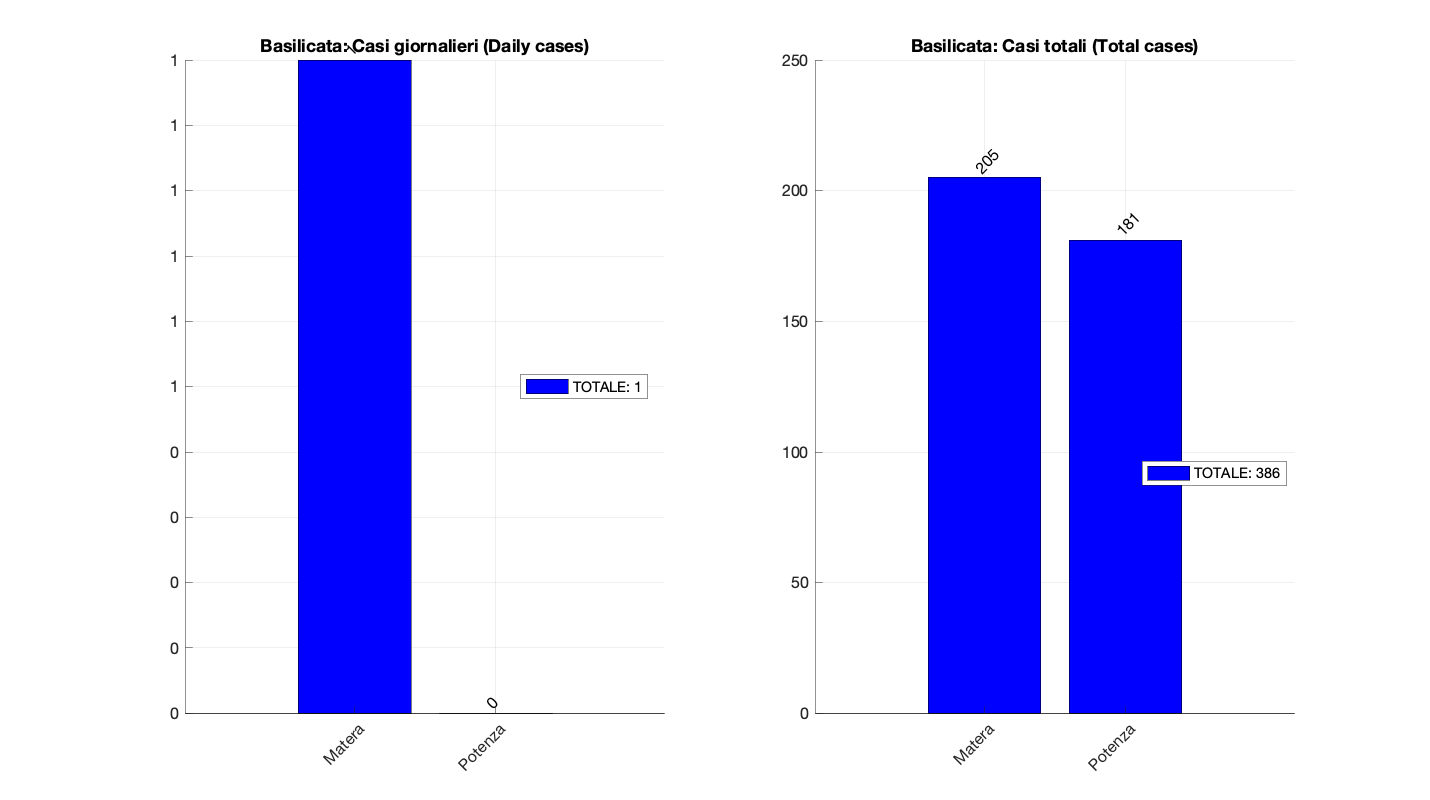 Basilicata: Casi giornalieri (Daily cases)
1
1
1
1
1
1
1
0
0
0
0
0
0
TOTALE: 1
Matera
Potenza
Basilicata: Casi totali (Total cases)
250
200
150
100
50
0
205
181
TOTALE: 386
Matera
Potenza